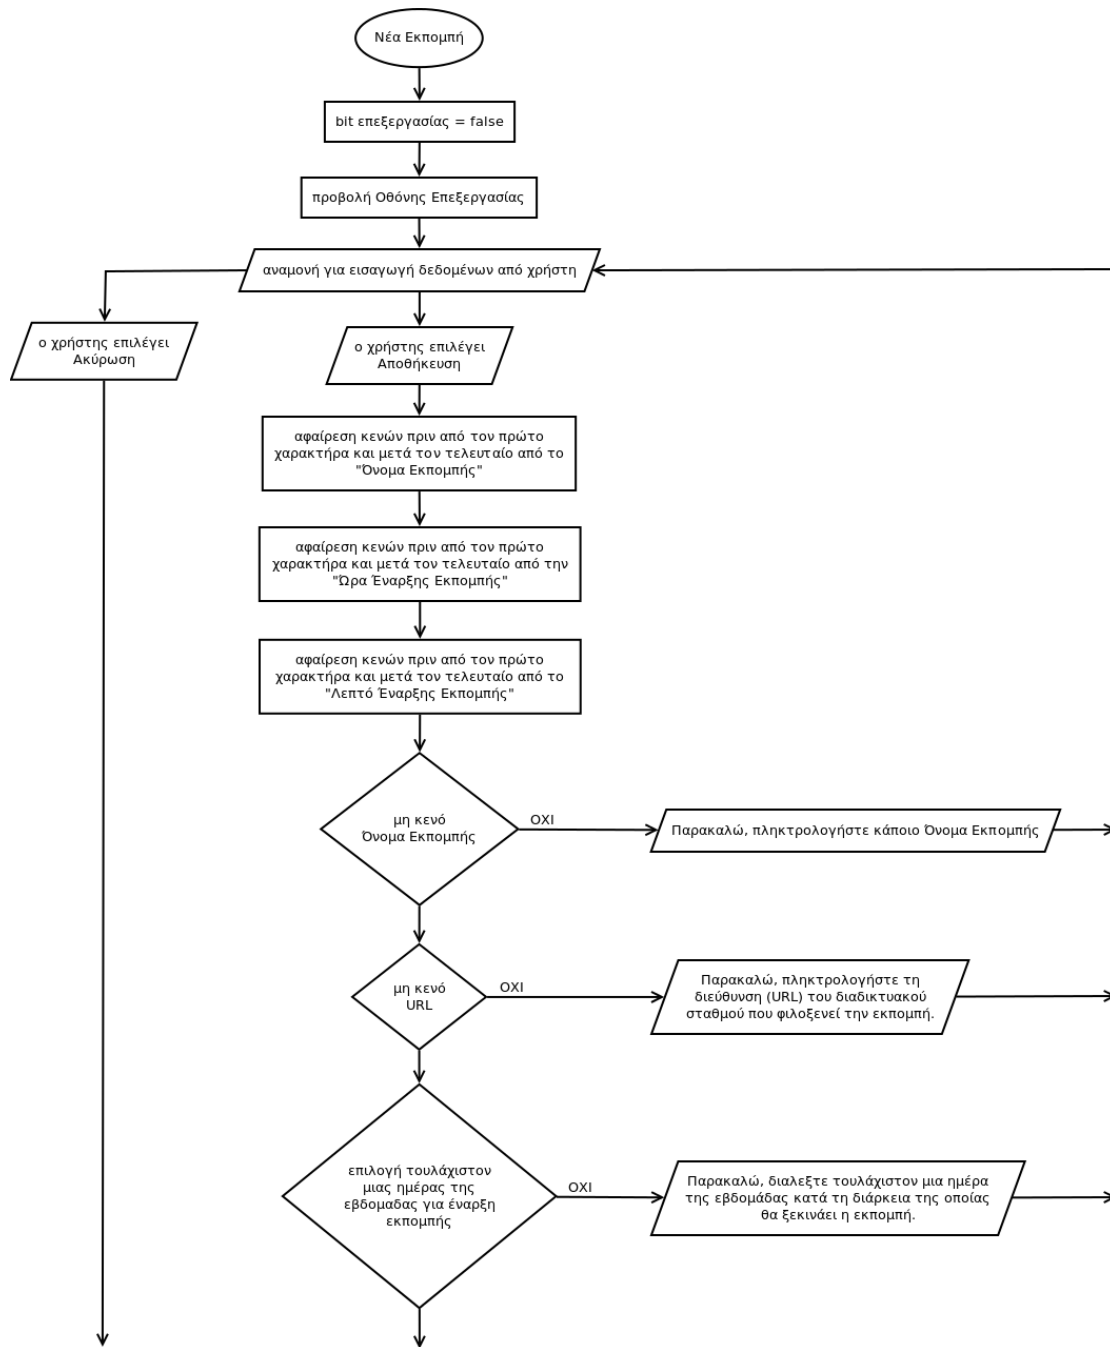 Νέα Εκπομπή
bit επεξεργασίας = false
προβολή Οθόνης Επεξεργασίας
αναμονή για εισαγωγή δεδομένων από χρήστη
ο χρήστης επιλέγει
Ακύρωση
ο χρήστης επιλέγει
Αποθήκευση
αφαίρεση κενών πριν από τον πρώτο
χαρακτήρα και μετά τον τελευταίο από το
"Όνομα Εκπομπής"
αφαίρεση κενών πριν από τον πρώτο
χαρακτήρα και μετά τον τελευταίο από την
"Ώρα Έναρξης Εκπομπής"
αφαίρεση κενών πριν από τον πρώτο
χαρακτήρα και μετά τον τελευταίο από το
"Λεπτό Έναρξης Εκπομπής"
μη κενό
Όνομα Εκπομπής
ΟΧΙ
Παρακαλώ, πληκτρολογήστε κάποιο Όνομα Εκπομπής
μη κενό
URL
ΟΧΙ
Παρακαλώ, πληκτρολογήστε τη
διεύθυνση (URL) του διαδικτυακού
σταθμού που φιλοξενεί την εκπομπή.
επιλογή τουλάχιστον
μιας ημέρας της
εβδομαδας για έναρξη
εκπομπής
ΟΧΙ
Παρακαλώ, διαλεξτε τουλάχιστον μια ημέρα
της εβδομάδας κατά τη διάρκεια της οποίας
θα ξεκινάει η εκπομπή.